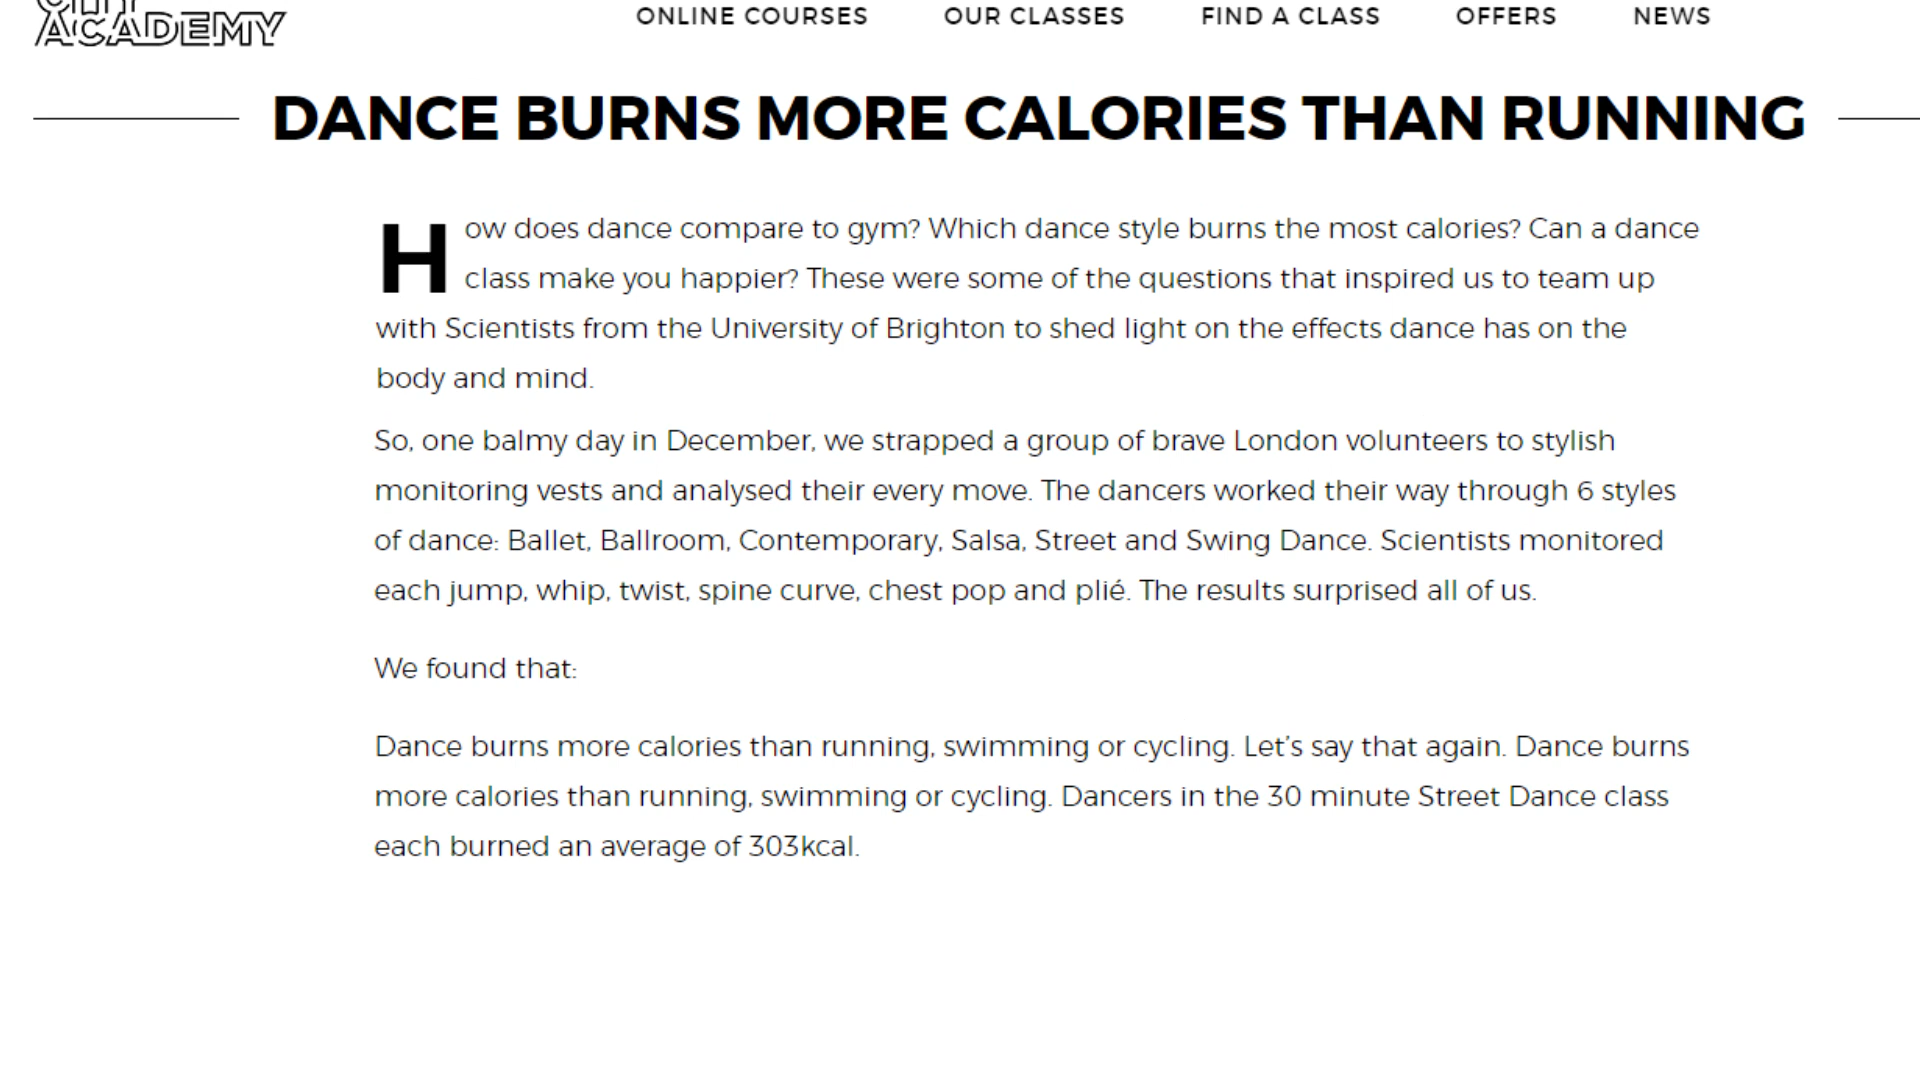 CITY
ACADEMY
ONLINE COURSES
OUR CLASSES
FIND A CLASS
OFFERS
NEWS
DANCE BURNS MORE CALORIES THAN RUNNING
How does dance compare to gym? Which dance style burns the most calories? Can a dance
class make you happier? These were some of the questions that inspired us to team up
with Scientists from the University of Brighton to shed light on the effects dance has on the
body and mind.
So, one balmy day in December, we strapped a group of brave London volunteers to stylish
monitoring vests and analysed their every move. The dancers worked their way through 6 styles
of dance: Ballet, Ballroom, Contemporary, Salsa, Street and Swing Dance. Scientists monitored
each jump, whip, twist, spine curve, chest pop and plié. The results surprised all of us.
We found that:
Dance burns more calories than running, swimming or cycling. Let’s say that again. Dance burns
more calories than running, swimming or cycling. Dancers in the 30 minute Street Dance class
each burned an average of 303kcal.